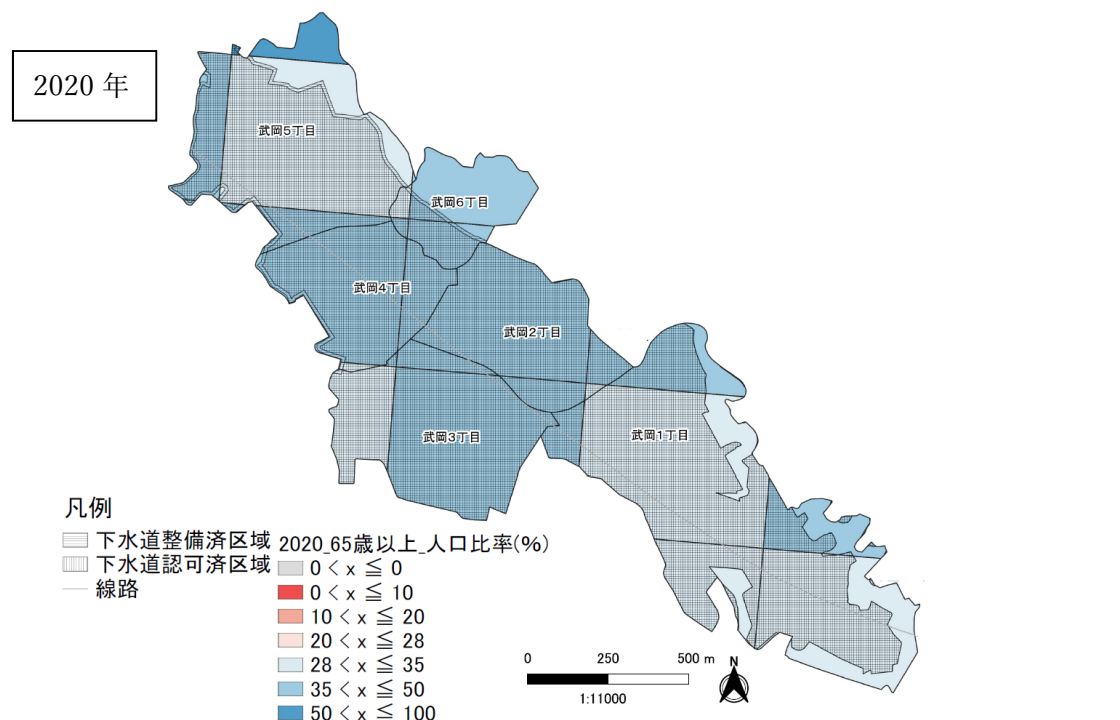 2020 年
武岡5丁目
武岡6丁目
武岡4丁目
武岡2丁目
武岡3丁目
武岡1丁目
凡例
下水道整備済区域
下水道認可済区域
線路
2020_65歳以上_人口比率(%)
0 < x ≦ 0
0 < x ≦ 10
10 < x ≦ 20
20 < x ≦ 28
28 < x ≦ 35
35 < x ≦ 50
50 < x ≦ 100
0 250 500 m
1:11000
N